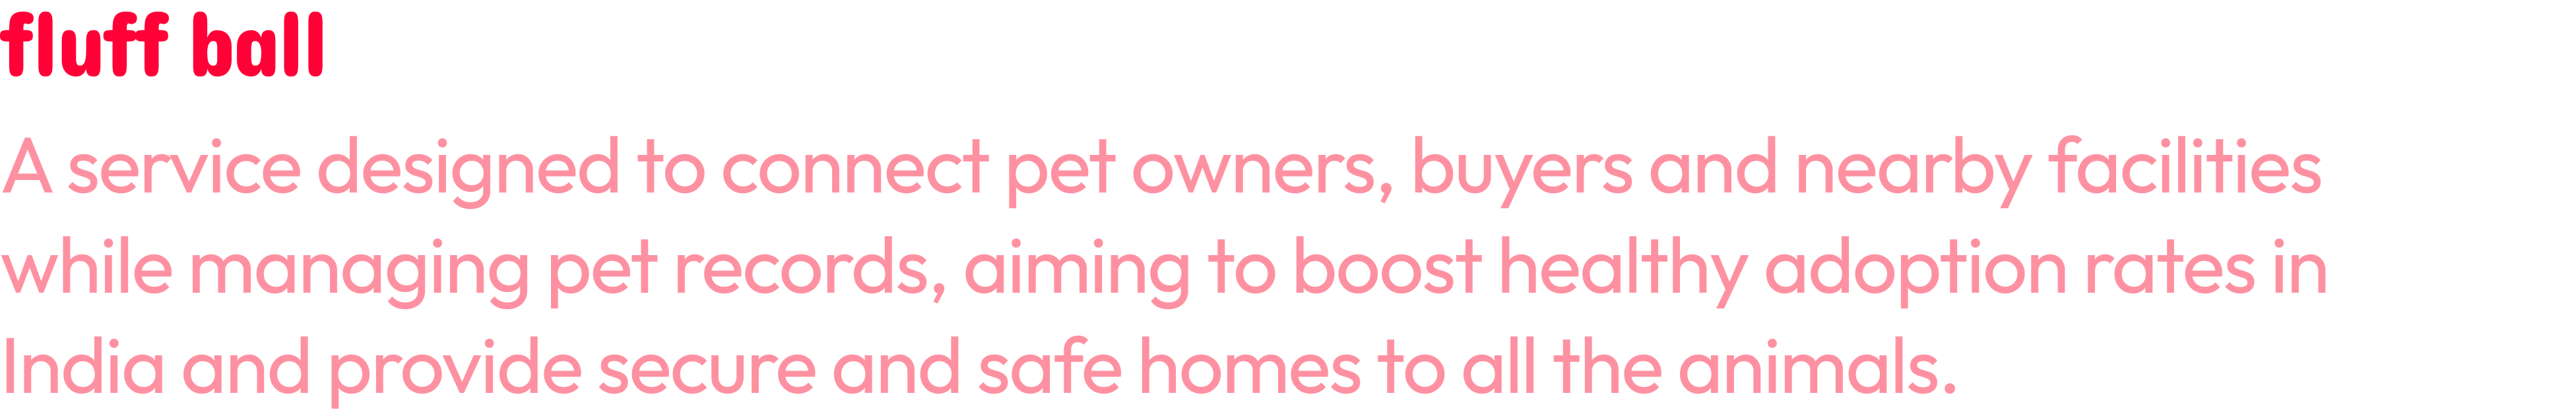 fluff ball
A service designed to connect pet owners, buyers and nearby facilities
while managing pet records, aiming to boost healthy adoption rates in
India and provide secure and safe homes to all the animals.